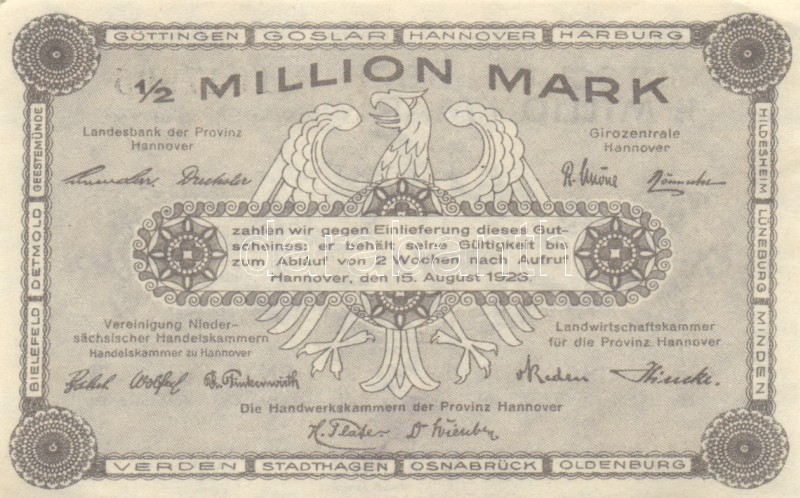 GÖTTINGEN GOSLAR HANNOVER HARBURG
½ MILLION MARK
Landesbank der Provinz
Hannover
Girozentrale
Hannover
zahlen wir gegen Einlieferung dieses Gut-
scheines: er behält seine Gültigkeit bis
zum Ablauf von 2 Wochen nach Aufruf
Hannover, den 15. August 1923.
darabanth
Vereinigung Nieder-
sächsischer Handelskammern
Handelskammer zu Hannover
Landwirtschaftskammer
für die Provinz Hannover
Die Handwerkskammern der Provinz Hannover
H. Plater
BIELEFELD DETMOLD GEESTEMÜNDE
HILDESHEIM LÜNEBURG MINDEN
VERDEN STADTHAGEN OSNABRÜCK OLDENBURG